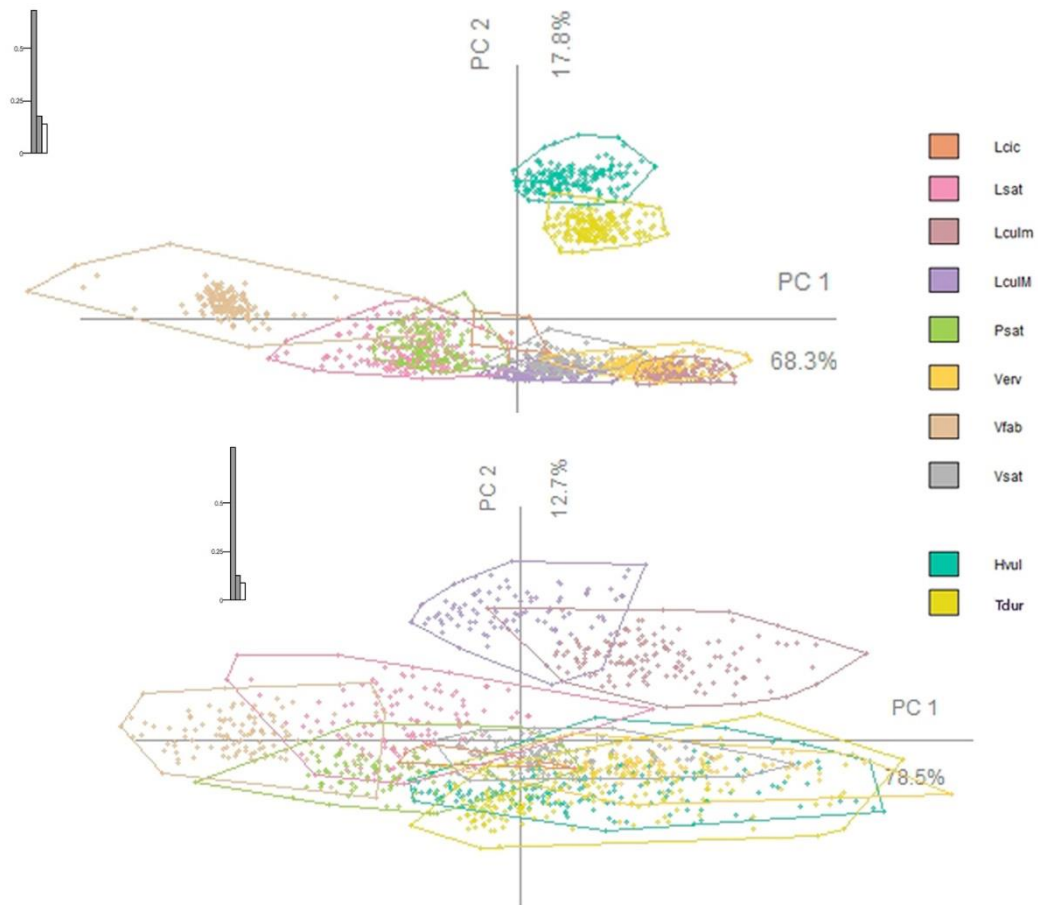 PC 2
17.8%
0.5
0.25
0
PC 1
68.3%
Lcic
Lsat
Lculm
LculM
Psat
Verv
Vfab
Vsat
Hvul
Tdur
PC 2
12.7%
0.5
0.25
0
PC 1
78.5%